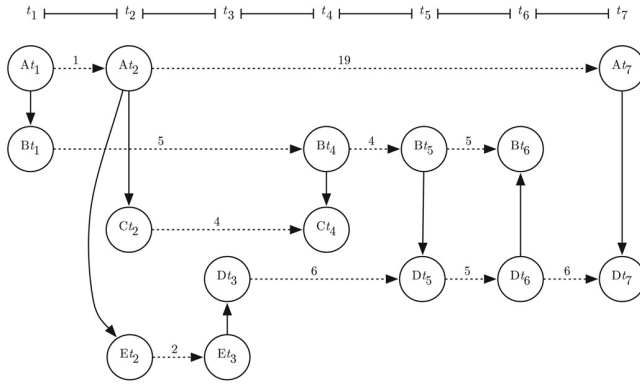 t1 t2 t3 t4 t5 t6 t7
At1 1 At2 19 At7
Bt1 5 Bt4 4 Bt5 5 Bt6
Ct2 4 Ct4
Dt3 6 Dt5 5 Dt6 6 Dt7
Et2 2 Et3